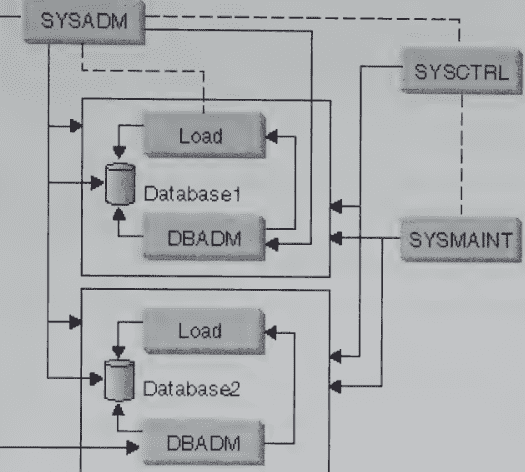 SYSADM
SYSCTRL
Load
Database1
DBADM
SYSMAINT
Load
Database2
DBADM